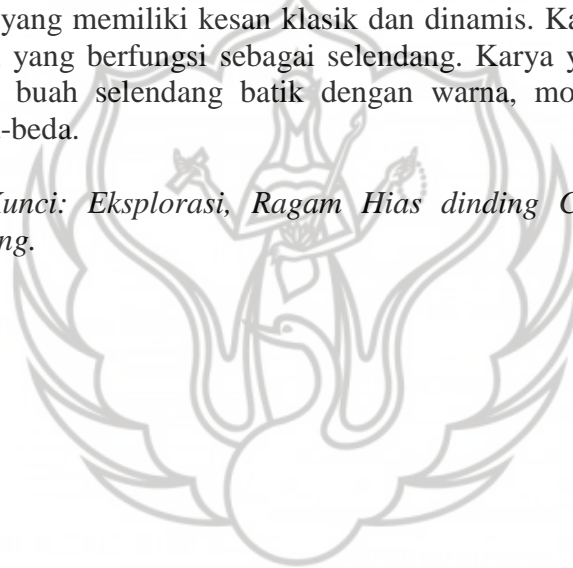 yang memiliki kesan klasik dan dinamis. Ka
yang berfungsi sebagai selendang. Karya y
buah selendang batik dengan warna, mo
-beda.
unci: Eksplorasi, Ragam Hias dinding C
ng.